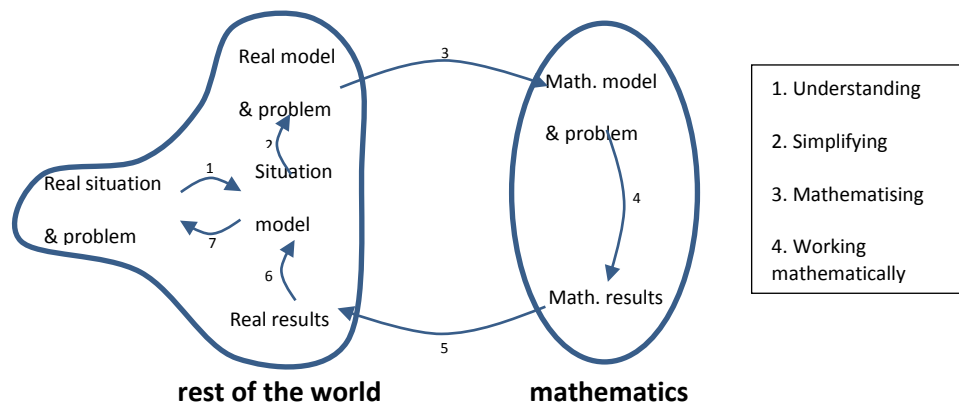 Real model
& problem
3
Math. model
& problem
2
Situation
model
1
Real situation
& problem
7
6
Real results
4
Math. results
5
rest of the world
mathematics
1. Understanding
2. Simplifying
3. Mathematising
4. Working
mathematically